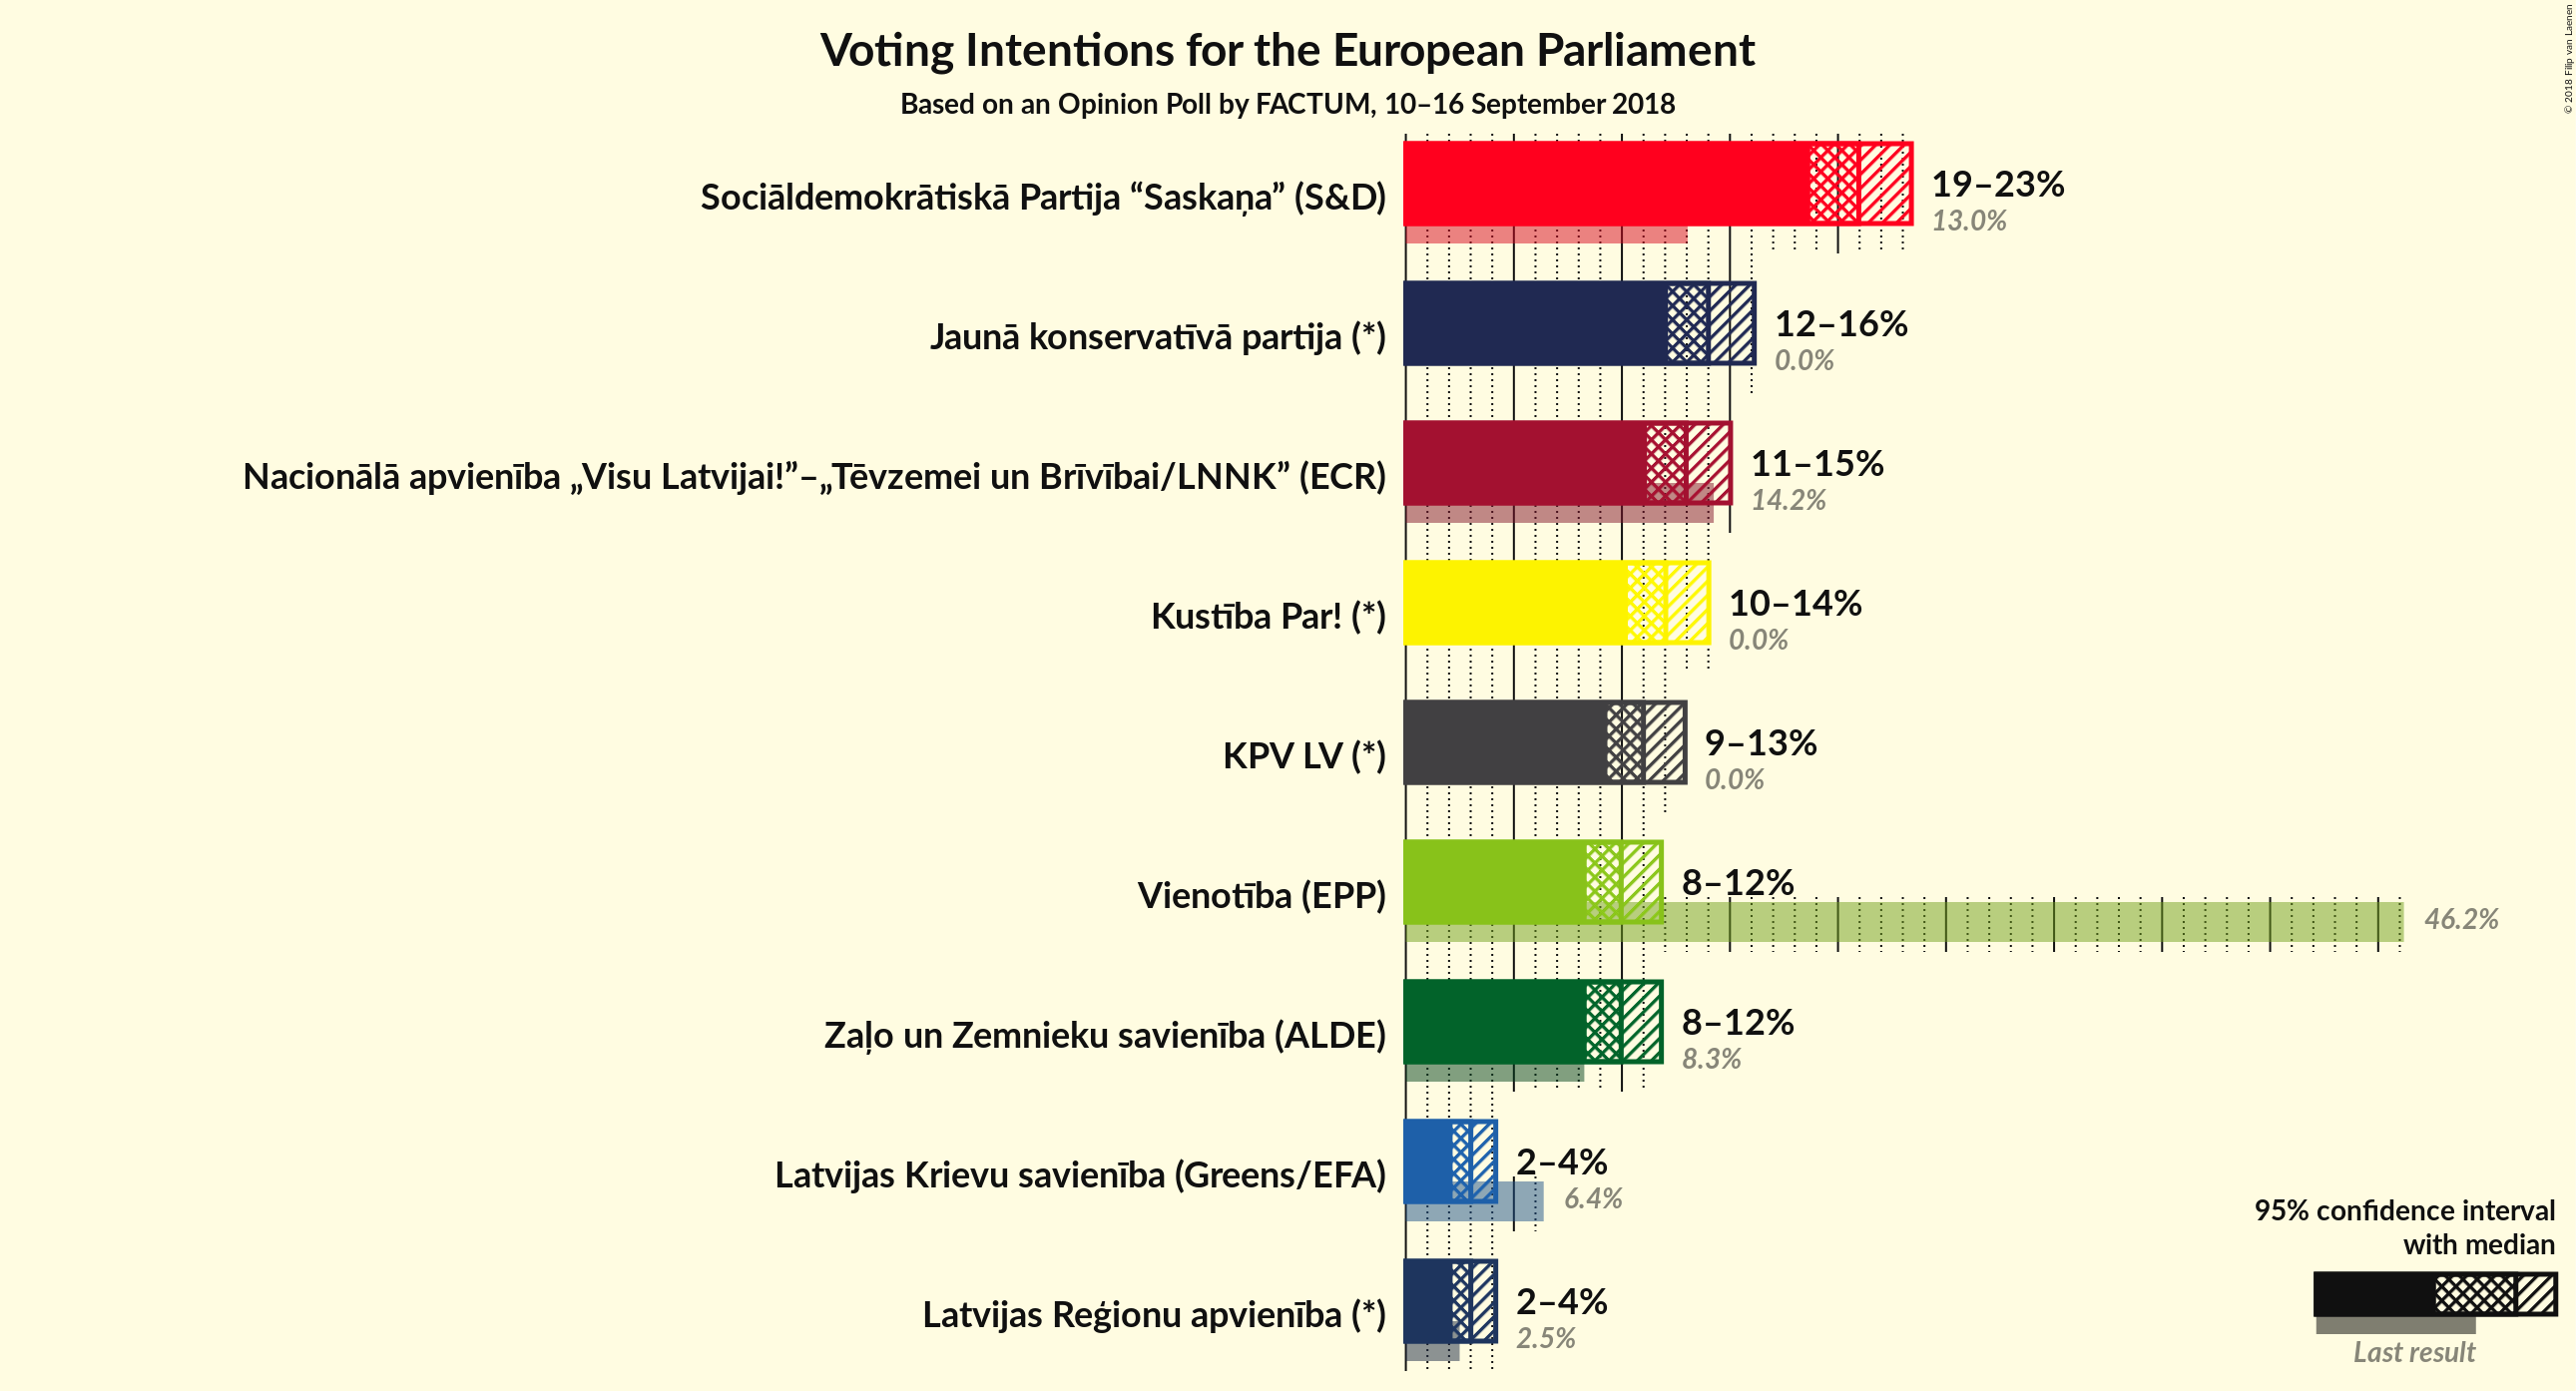 Voting Intentions for the European Parliament
Based on an Opinion Poll by FACTUM, 10–16 September 2018
© 2018 Filip van Laenen
Sociāldemokrātiskā Partija “Saskaņa” (S&D)
19–23%
13.0%
Jaunā konservatīvā partija (*)
12–16%
0.0%
Nacionālā apvienība „Visu Latvijai!”–„Tēvzemei un Brīvībai/LNNK” (ECR)
11–15%
14.2%
Kustība Par! (*)
10–14%
0.0%
KPV LV (*)
9–13%
0.0%
Vienotība (EPP)
8–12%
46.2%
Zaļo un Zemnieku savienība (ALDE)
8–12%
8.3%
Latvijas Krievu savienība (Greens/EFA)
2–4%
6.4%
Latvijas Reģionu apvienība (*)
2–4%
2.5%
95% confidence interval
with median
Last result